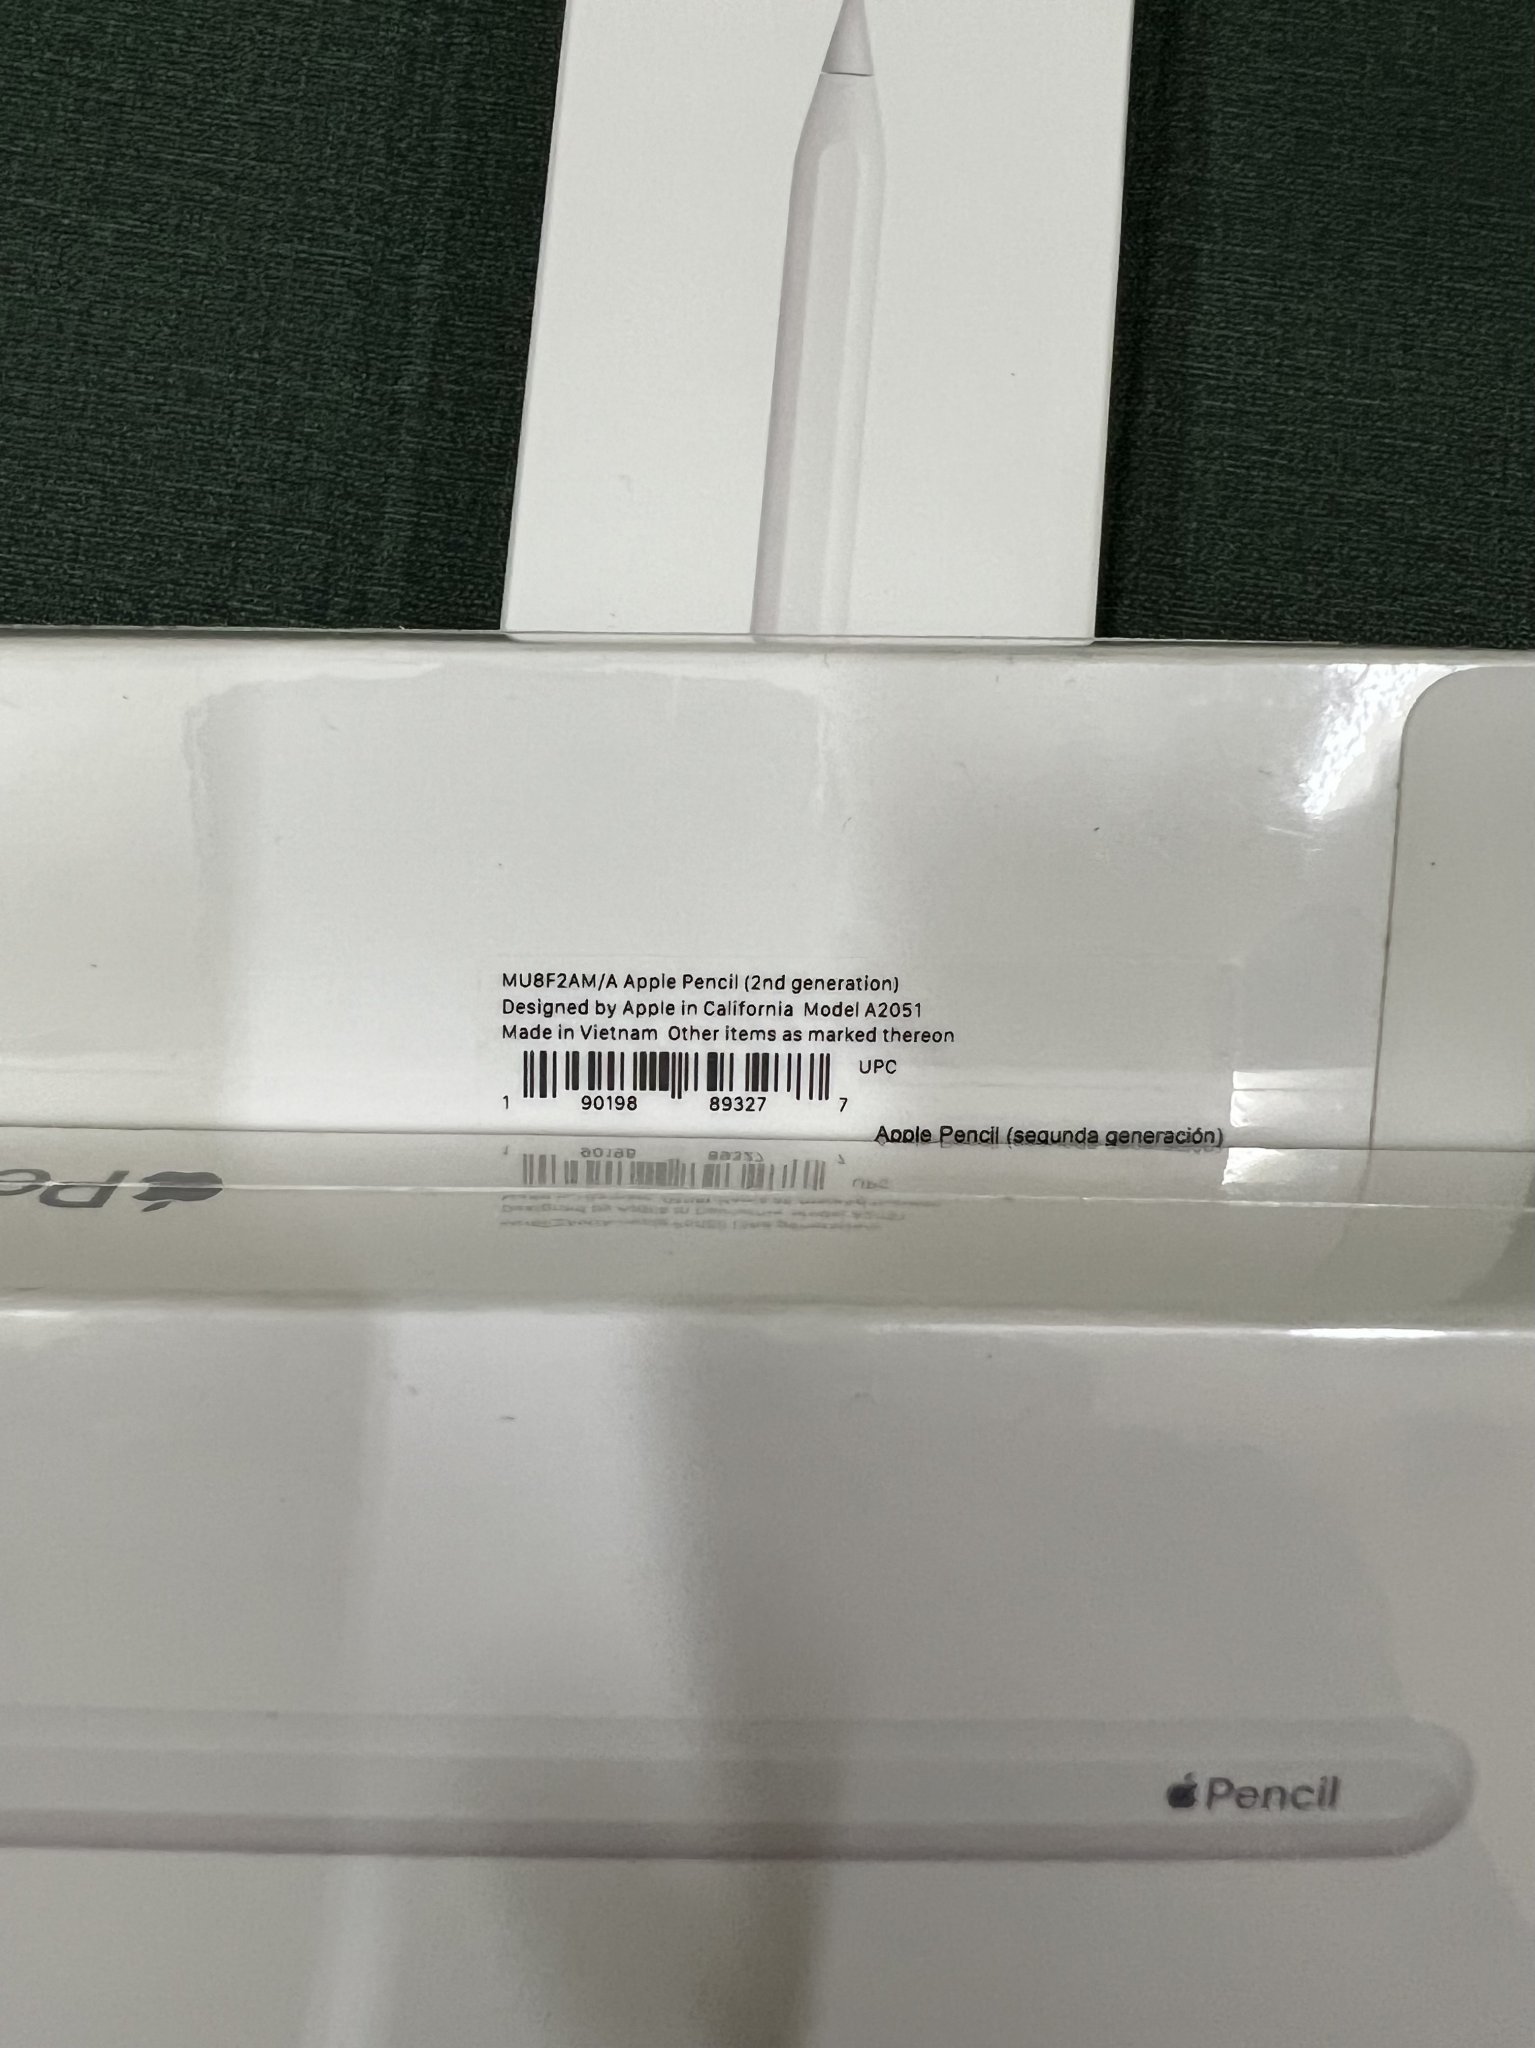 MU8F2AM/A Apple Pencil (2nd generation)
Designed by Apple in California Model A2051
Made in Vietnam Other items as marked thereon
UPC
1 90198 89327 7
Apple Pencil (segunda generación)
Pencil